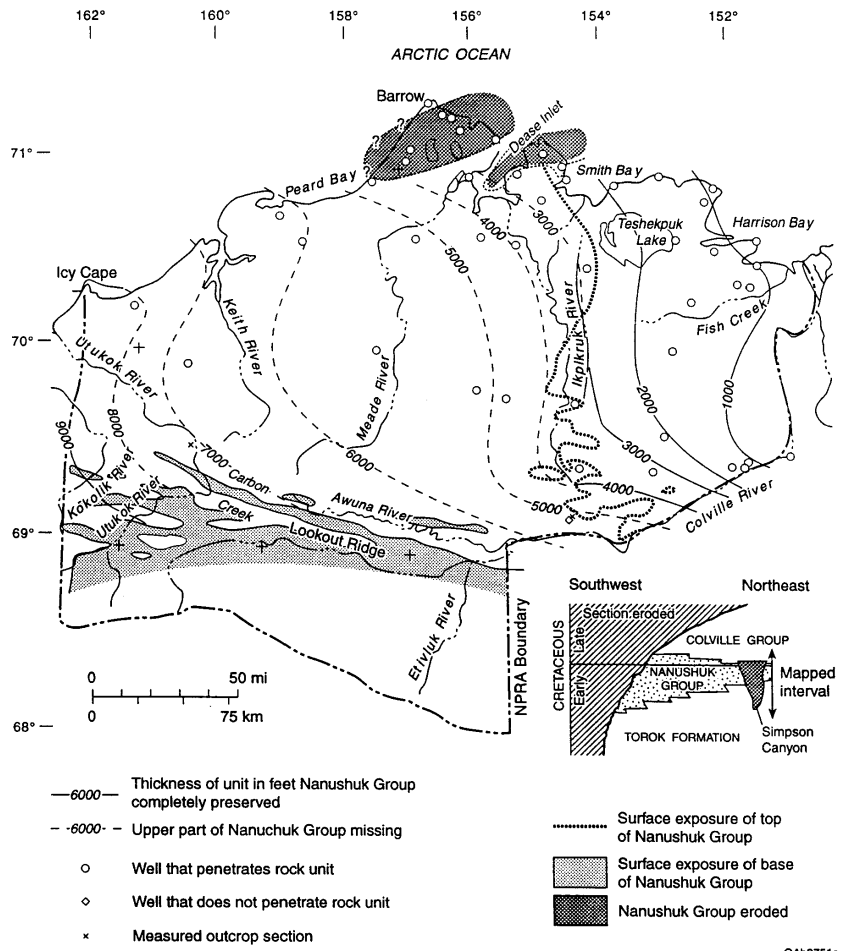 162° 160° 158° 156° 154° 152°
ARCTIC OCEAN
Barrow
Dease Inlet
?
?
?
71°
Peard Bay
Smith Bay
Teshekpuk
Lake
Harrison Bay
4000
3000
5000
Icy Cape
Keith River
Ikpikruk River
Fish Creek
70°
Utukok River
Meade River
2000
1000
9000
8000
7000
6000
3000
4000
5000
Carbon
Creek
Kokolik River
Utukok River
Awuna River
Lookout Ridge
Colville River
69°
Etivluk River
NPRA Boundary
Southwest Northeast
Section eroded
CRETACEOUS
Late
Early
COLVILLE GROUP
NANUSHUK
GROUP
Mapped
interval
TOROK FORMATION
Simpson
Canyon
0 50 mi
0 75 km
68°
6000 Thickness of unit in feet Nanushuk Group
completely preserved
6000 Upper part of Nanuchuk Group missing
Well that penetrates rock unit
Well that does not penetrate rock unit
Measured outcrop section
Surface exposure of top
of Nanushuk Group
Surface exposure of base
of Nanushuk Group
Nanushuk Group eroded